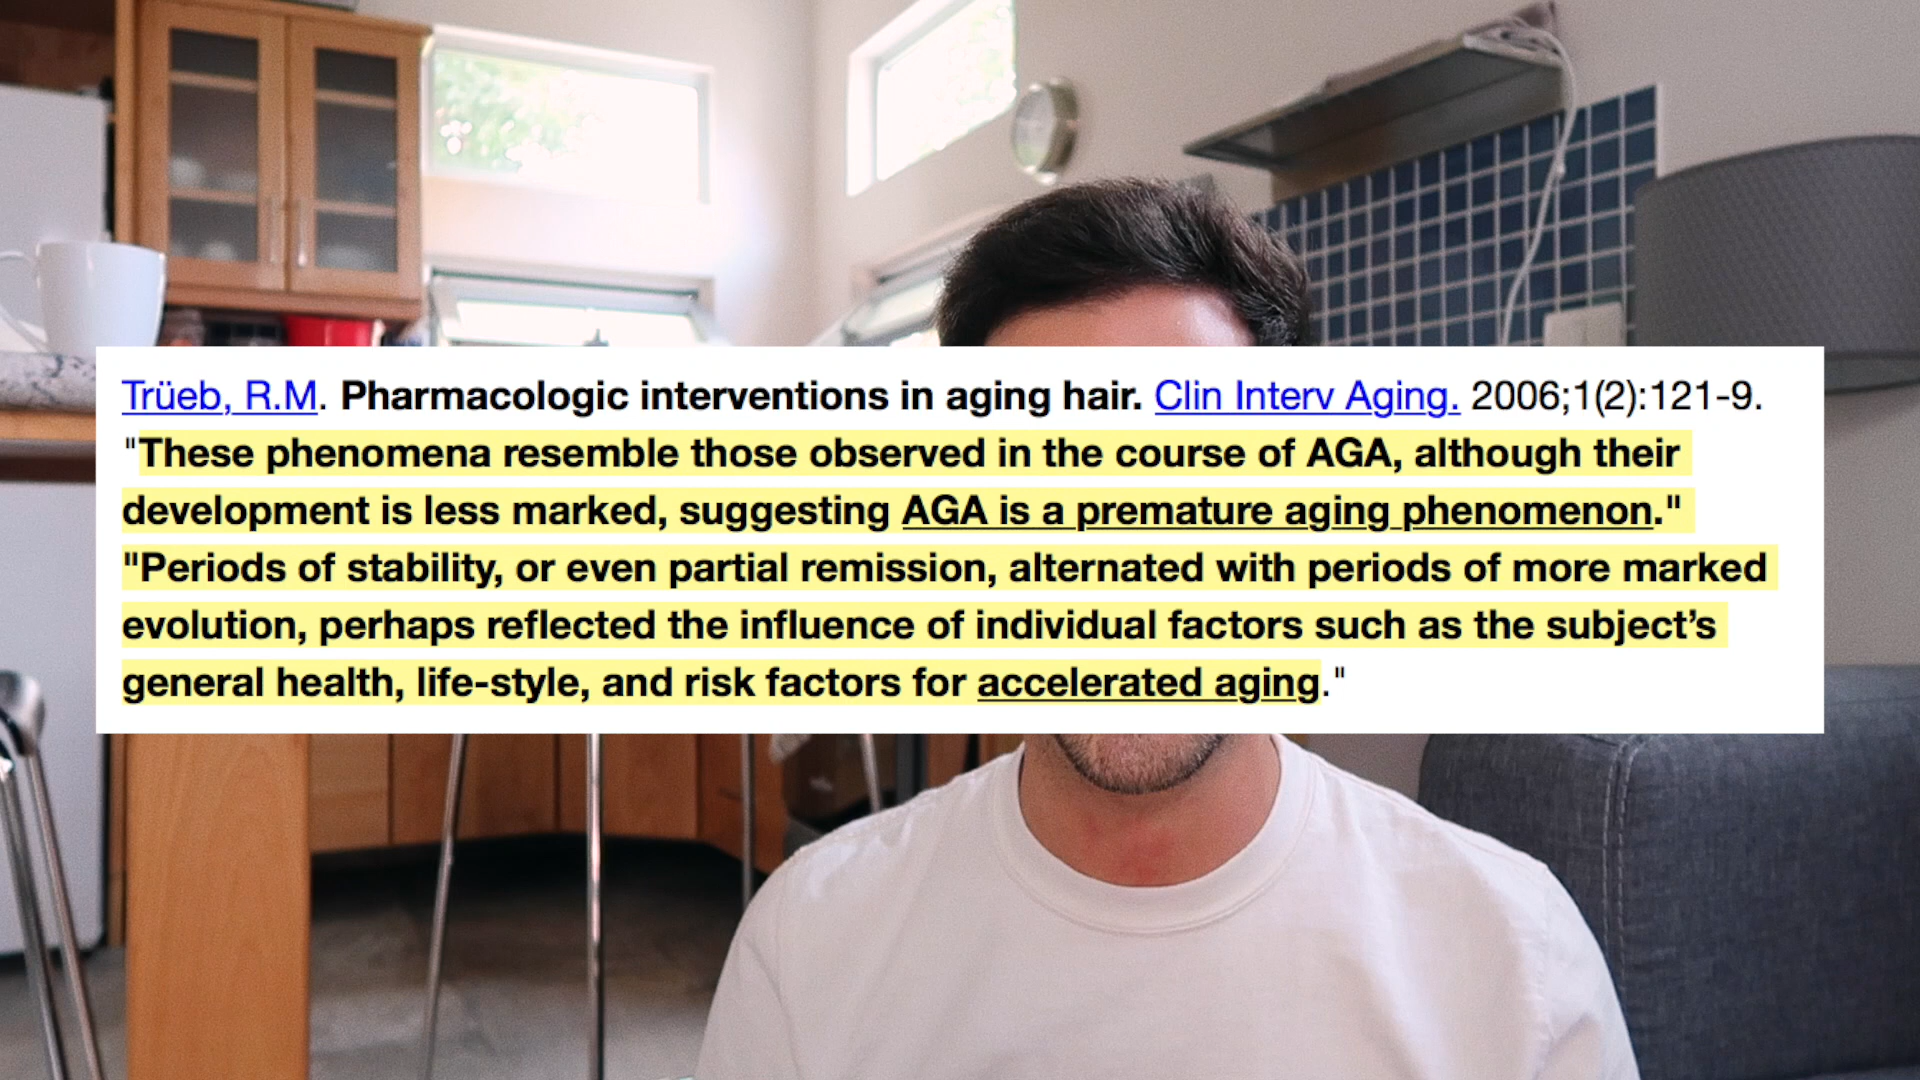 Trüeb, R.M. Pharmacologic interventions in aging hair. Clin Interv Aging. 2006;1(2):121-9.
"These phenomena resemble those observed in the course of AGA, although their
development is less marked, suggesting AGA is a premature aging phenomenon."
"Periods of stability, or even partial remission, alternated with periods of more marked
evolution, perhaps reflected the influence of individual factors such as the subject’s
general health, life-style, and risk factors for accelerated aging."